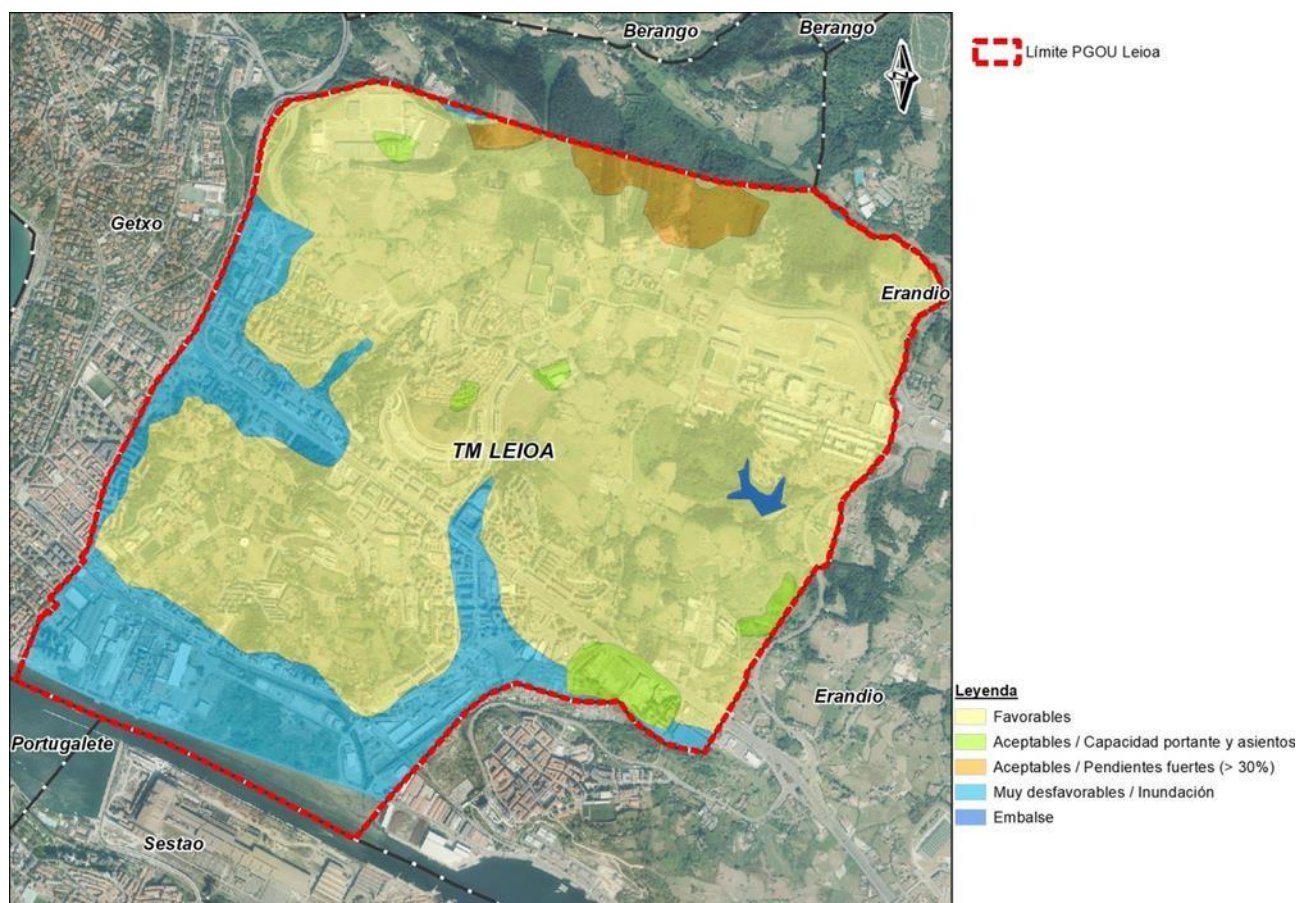 Berango
Berango
N
Límite PGOU Leioa
Getxo
Erandio
TM LEIOA
Erandio
Portugalete
Sestao
Leyenda
Favorables
Aceptables / Capacidad portante y asientos
Aceptables / Pendientes fuertes (> 30%)
Muy desfavorables / Inundación
Embalse